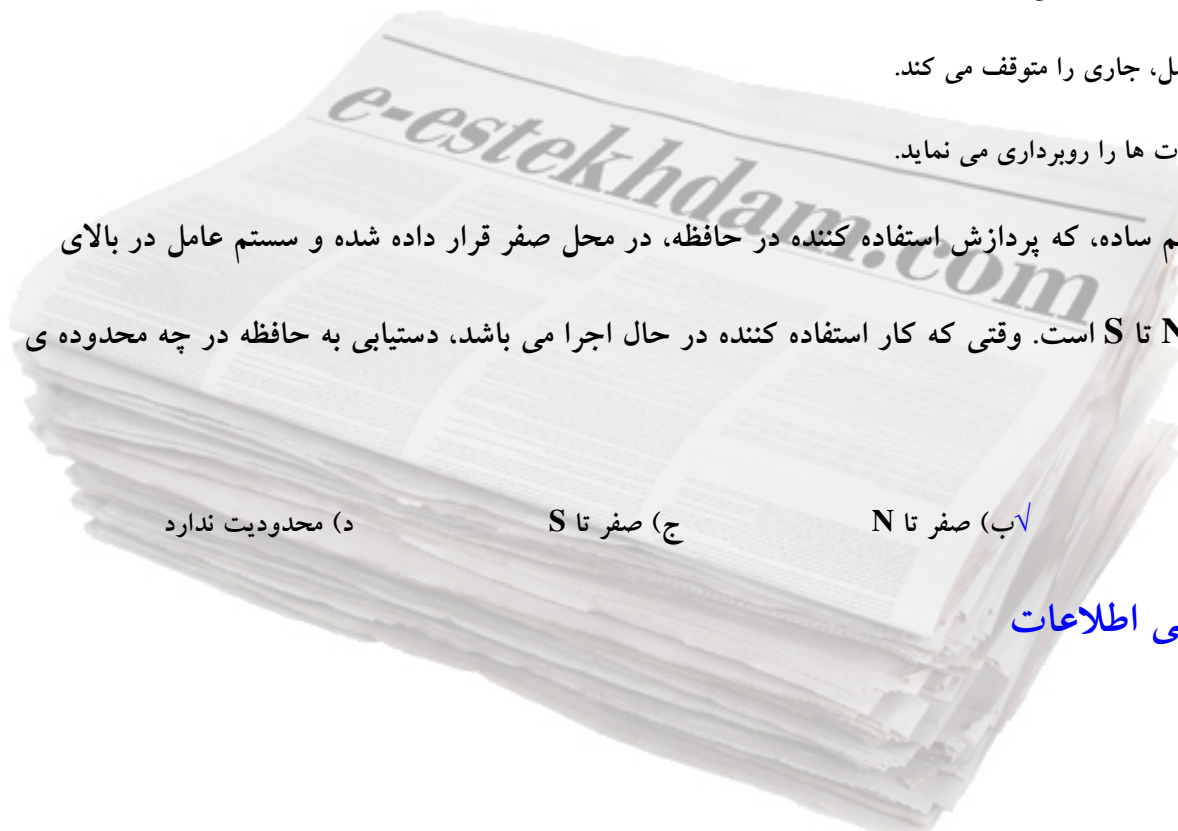 جاری را متوقف می کند.
ها را روبرداری می نماید.
e-estekhdam.com
ساده، که پردازش استفاده کننده در حافظه، در محل صفر قرار داده شده و سستم عامل در بالای
N تا S است. وقتی که کار استفاده کننده در حال اجرا می باشد، دستیابی به حافظه در چه محدوده ی
√ب) صفر تا N ج) صفر تا S د) محدودیت ندارد
اطلاعات